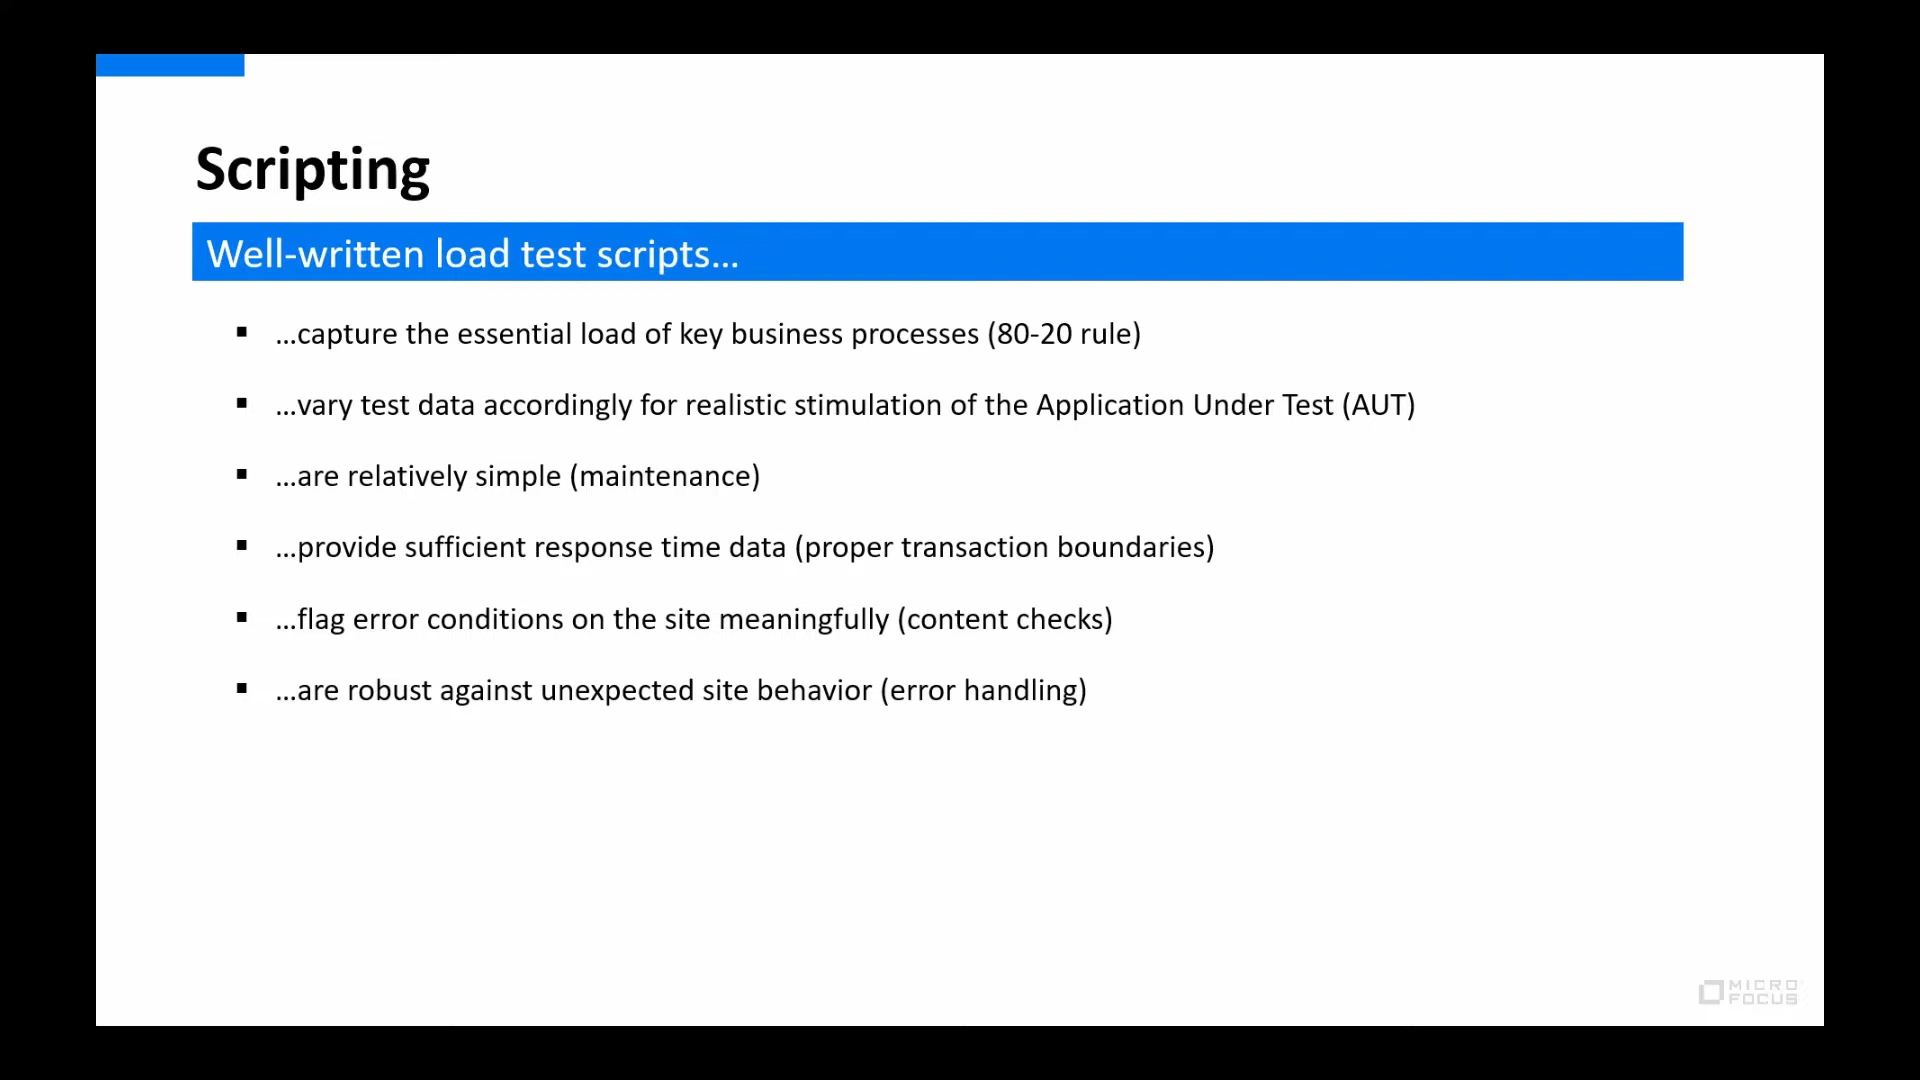 Scripting
Well-written load test scripts...
▪ ...capture the essential load of key business processes (80-20 rule)
▪ ...vary test data accordingly for realistic stimulation of the Application Under Test (AUT)
▪ ...are relatively simple (maintenance)
▪ ...provide sufficient response time data (proper transaction boundaries)
▪ ...flag error conditions on the site meaningfully (content checks)
▪ ...are robust against unexpected site behavior (error handling)
MICRO
FOCUS